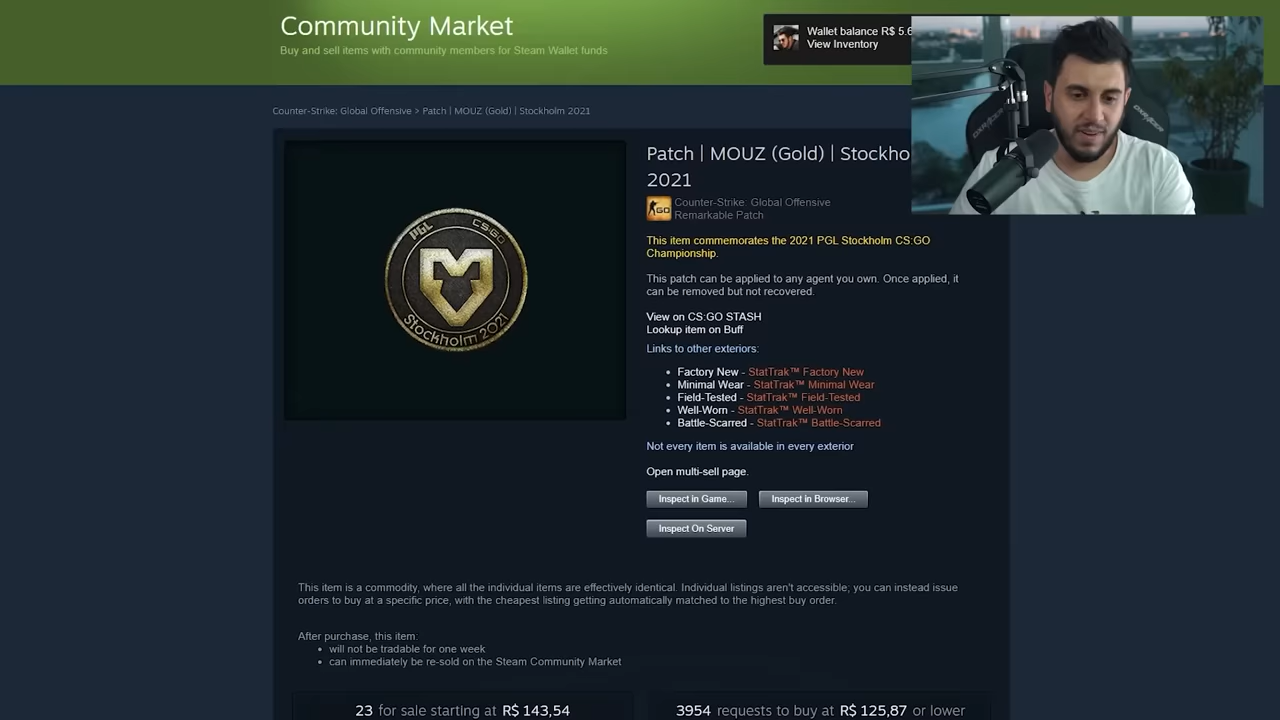 Community Market
Buy and sell items with community members for Steam Wallet funds
Wallet balance R$ 5.6
View Inventory
Counter-Strike: Global Offensive > Patch | MOUZ (Gold) | Stockholm 2021
PGL
CS:GO
Stockholm 2021
Patch | MOUZ (Gold) | Stockho
2021
GO
Counter-Strike: Global Offensive
Remarkable Patch
This item commemorates the 2021 PGL Stockholm CS:GO
Championship.
This patch can be applied to any agent you own. Once applied, it
can be removed but not recovered.
View on CS:GO STASH
Lookup item on Buff
Links to other exteriors:
• Factory New - StatTrak™ Factory New
• Minimal Wear - StatTrak™ Minimal Wear
• Field-Tested - StatTrak™ Field-Tested
• Well-Worn - StatTrak™ Well-Worn
• Battle-Scarred - StatTrak™ Battle-Scarred
Not every item is available in every exterior
Open multi-sell page.
Inspect in Game... Inspect in Browser...
Inspect On Server
This item is a commodity, where all the individual items are effectively identical. Individual listings aren't accessible; you can instead issue
orders to buy at a specific price, with the cheapest listing getting automatically matched to the highest buy order.
After purchase, this item:
• will not be tradable for one week
• can immediately be re-sold on the Steam Community Market
23 for sale starting at R$ 143,54
3954 requests to buy at R$ 125,87 or lower